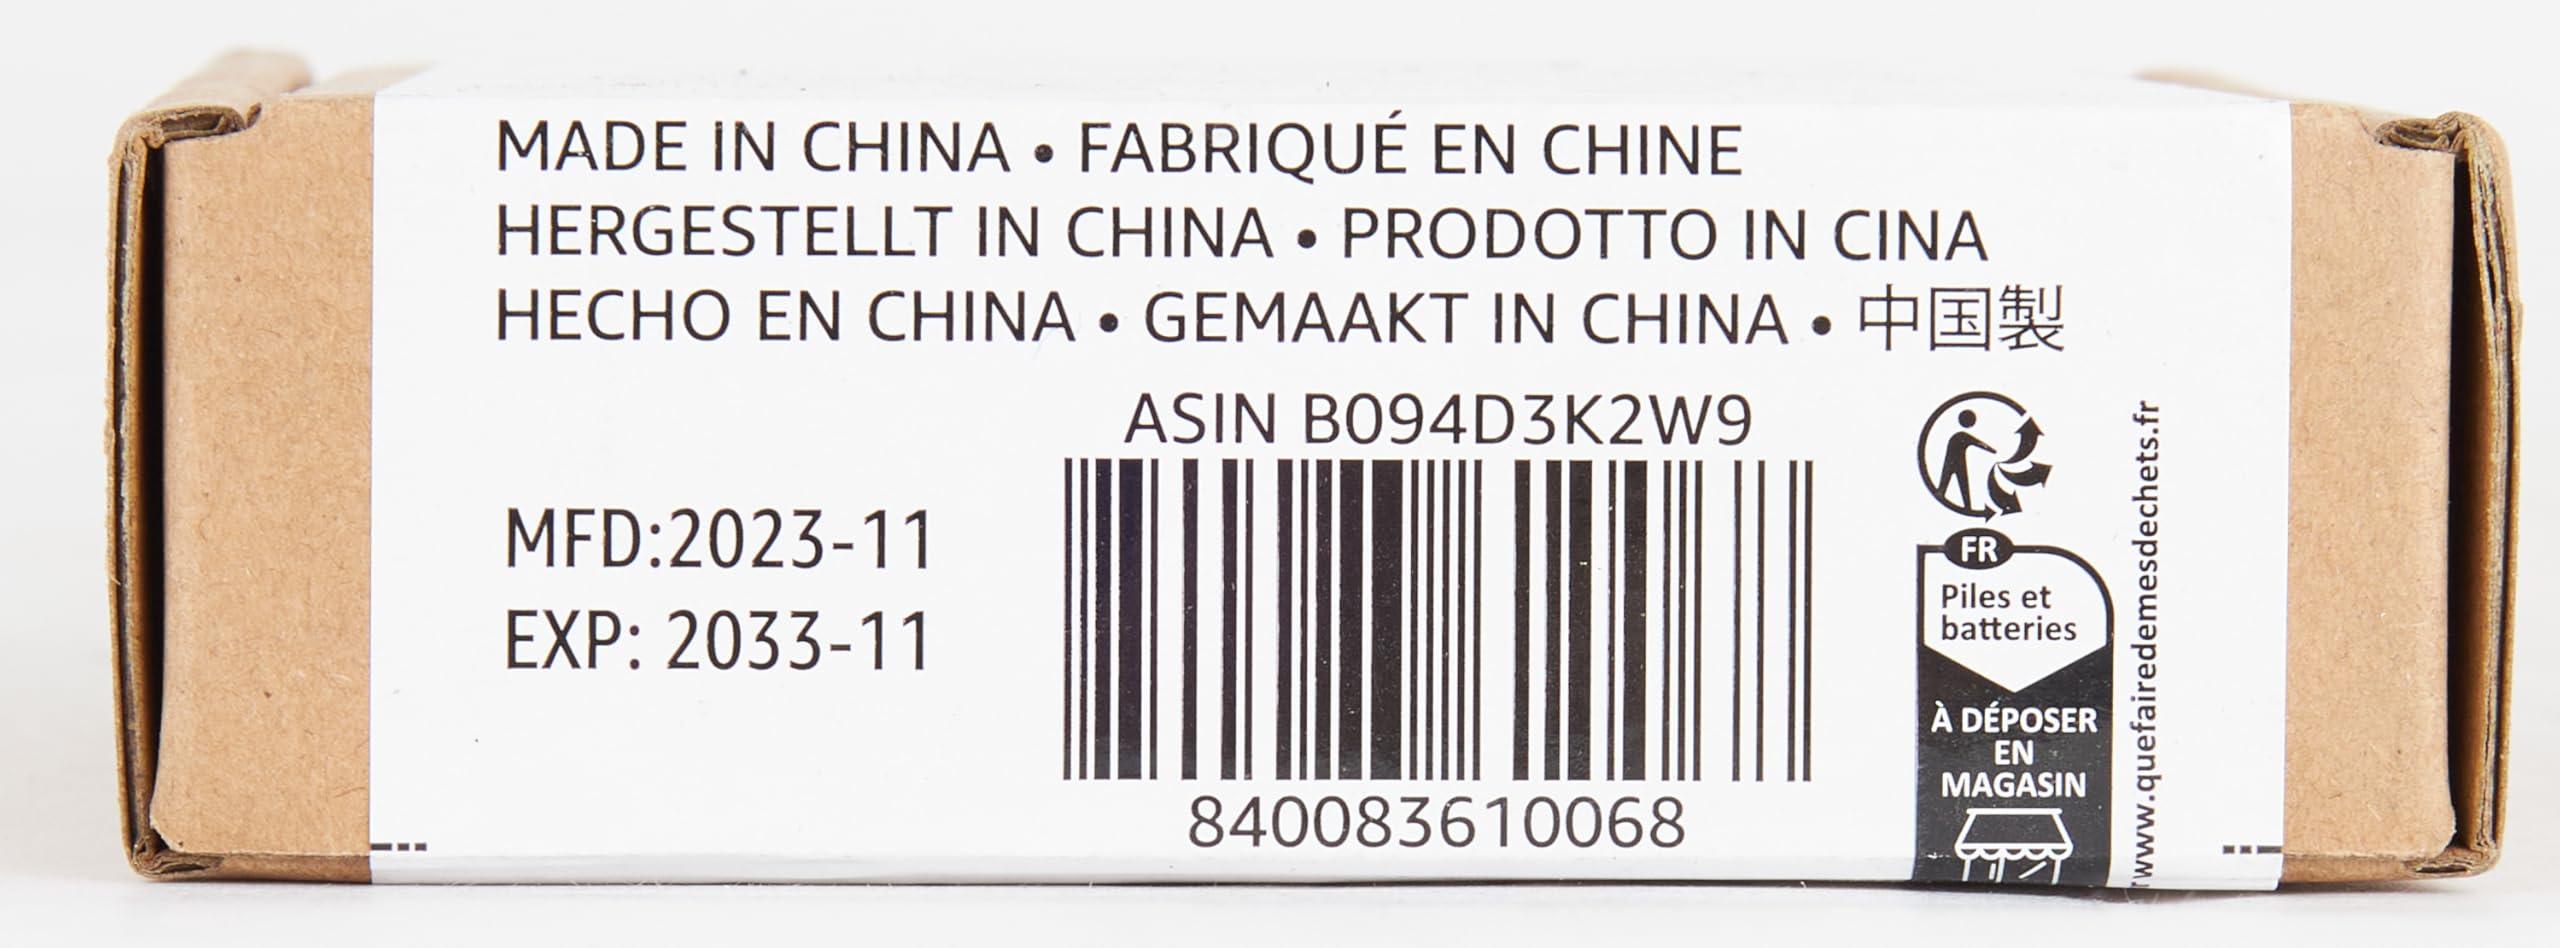 MADE IN CHINA • FABRIQUÉ EN CHINE
HERGESTELLT IN CHINA • PRODOTTO IN CINA
HECHO EN CHINA • GEMAAKT IN CHINA • 中国製
ASIN B094D3K2W9
MFD:2023-11
EXP: 2033-11
840083610068
FR
Piles et
batteries
À DÉPOSER
EN
MAGASIN
www.quefairedemesdechets.fr